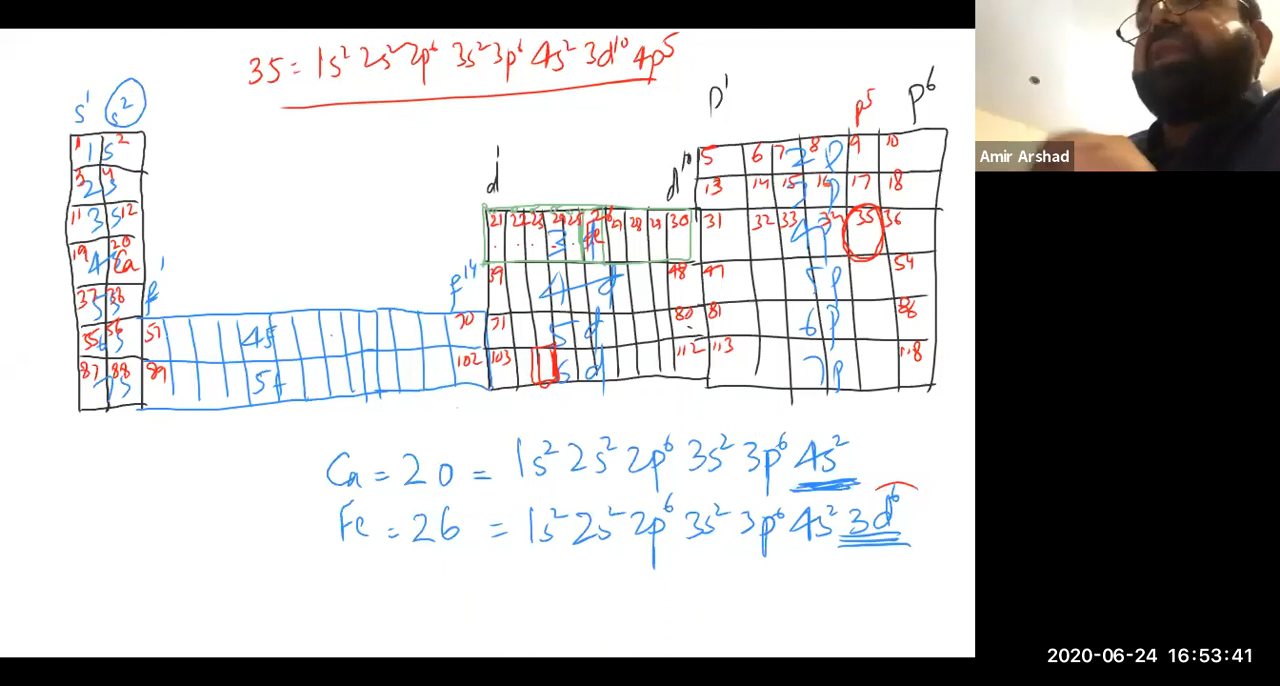 35 = 1s² 2s² 2p⁶ 3s² 3p⁶ 4s² 3d¹⁰ 4p⁵
s¹ s² p¹ p⁵ p⁶
Amir Arshad
1 1s 2 d¹ d¹⁰ 5 6 7 2p 8 9 10
3 2s 4 13 14 15 16 p 17 18
11 3s 12 21 22 23 24 25 26 27 28 29 30 3d Fe 31 32 33 4p 35 36
19 4s 20 Ca f¹ f¹⁴ 39 4d 48 5p 54
37 5s 38 57 4f 70 71 5d 80 81 6p 86
56 6s 89 5f 102 103 6d 112 113 7p 118
87 7s 88
Ca = 20 = 1s² 2s² 2p⁶ 3s² 3p⁶ 4s²
Fe = 26 = 1s² 2s² 2p⁶ 3s² 3p⁶ 4s² 3d⁶
2020-06-24 16:53:41